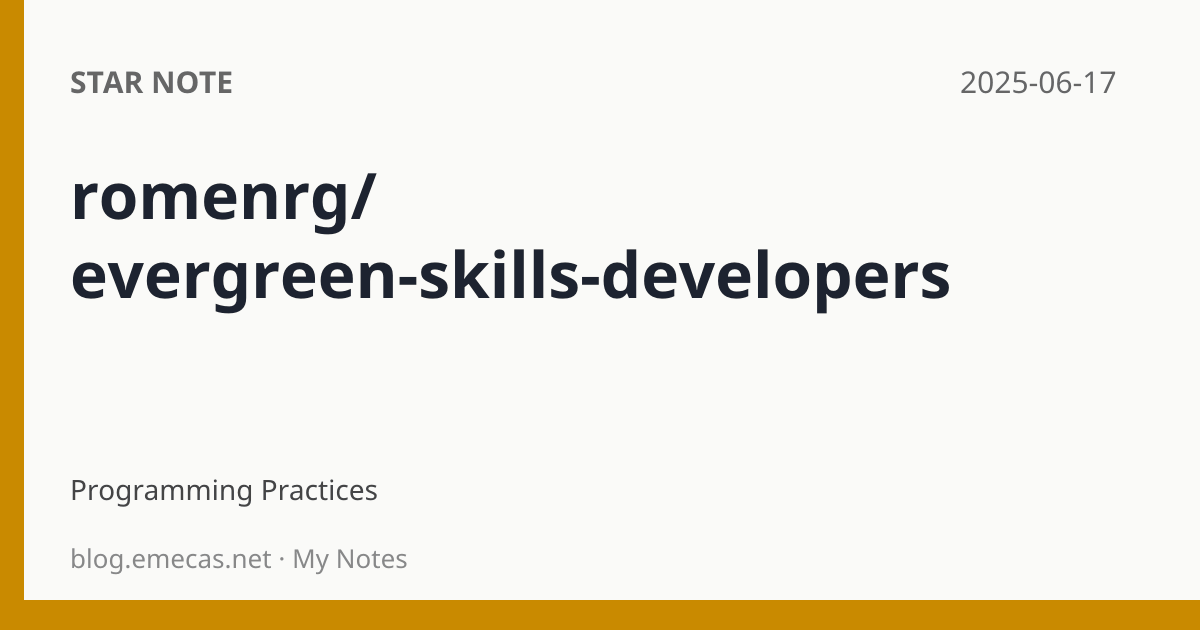 STAR NOTE
2025-06-17
romenrg/
evergreen-skills-developers
Programming Practices
blog.emecas.net · My Notes